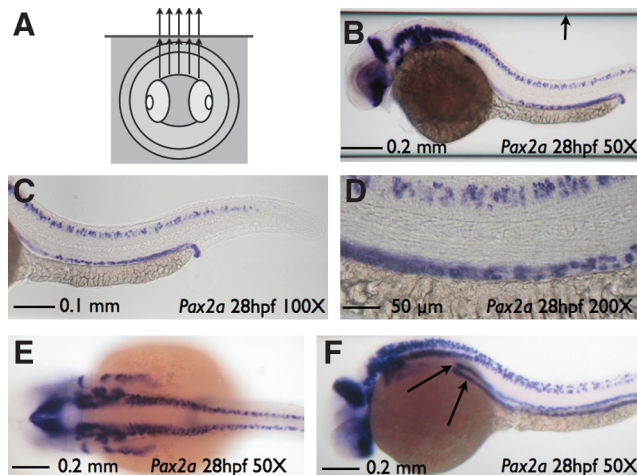 A
B
0.2 mm Pax2a 28hpf 50X
C
0.1 mm Pax2a 28hpf 100X
D
50 µm Pax2a 28hpf 200X
E
0.2 mm Pax2a 28hpf 50X
F
0.2 mm Pax2a 28hpf 50X